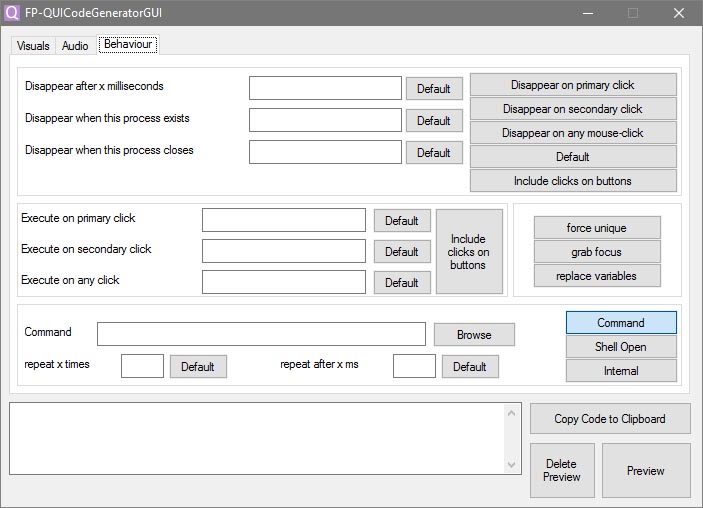 Q FP-QUICodeGeneratorGUI
Visuals Audio Behaviour
Disappear after x milliseconds Default Disappear on primary click
Disappear on secondary click
Disappear when this process exists Default
Disappear on any mouse-click
Disappear when this process closes Default Default
Include clicks on buttons
Execute on primary click Default
Execute on secondary click Default
Execute on any click Default
Include
clicks on
buttons
force unique
grab focus
replace variables
Command Browse
repeat x times Default repeat after x ms Default
Command
Shell Open
Internal
Copy Code to Clipboard
Delete
Preview
Preview